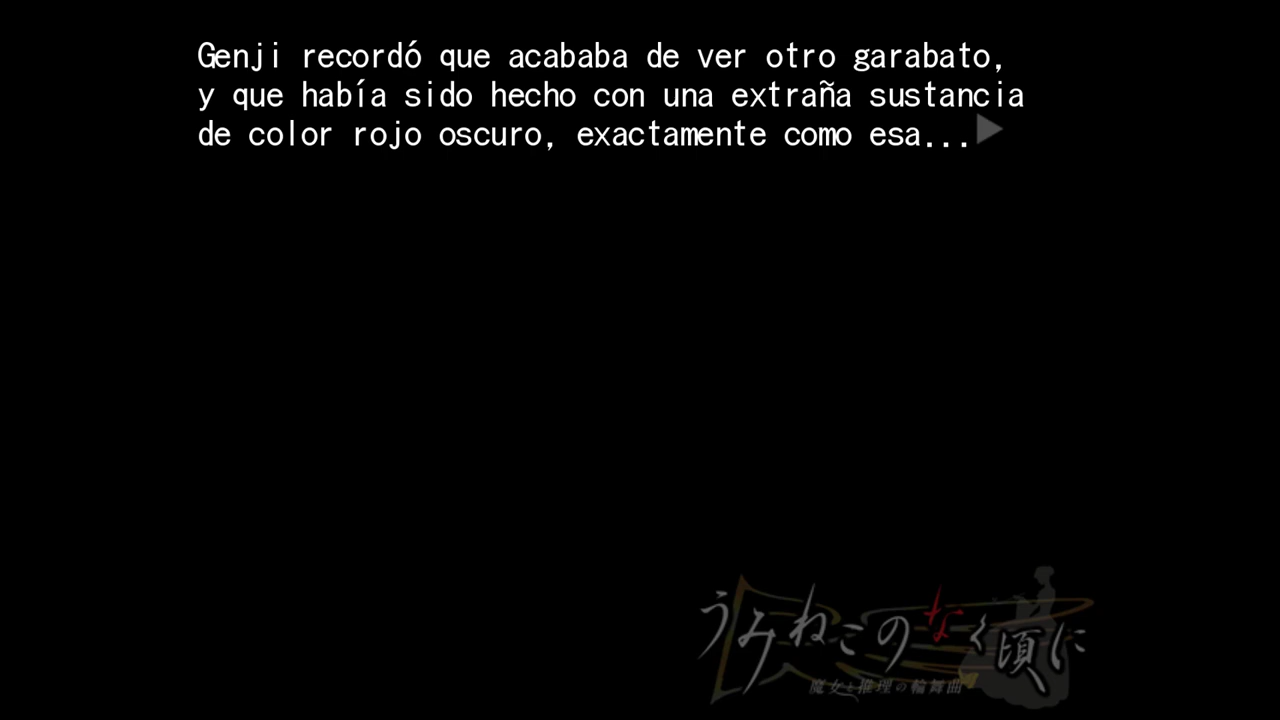 Genji recordó que acababa de ver otro garabato,
y que había sido hecho con una extraña sustancia
de color rojo oscuro, exactamente como esa...
うみねこのなく頃に
魔女と推理の輪舞曲